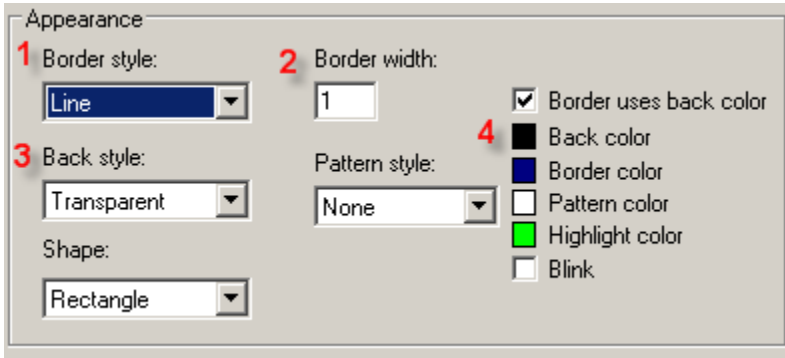 Appearance
1 Border style:
Line
2 Border width:
1
3 Back style:
Transparent
Pattern style:
None
Shape:
Rectangle
Border uses back color
4 Back color
Border color
Pattern color
Highlight color
Blink